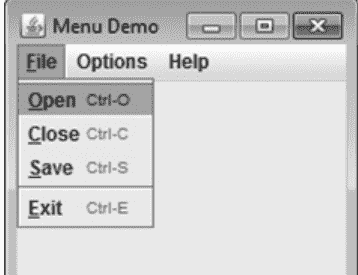 Menu Demo
File Options Help
Open Ctrl-O
Close Ctrl-C
Save Ctrl-S
Exit Ctrl-E